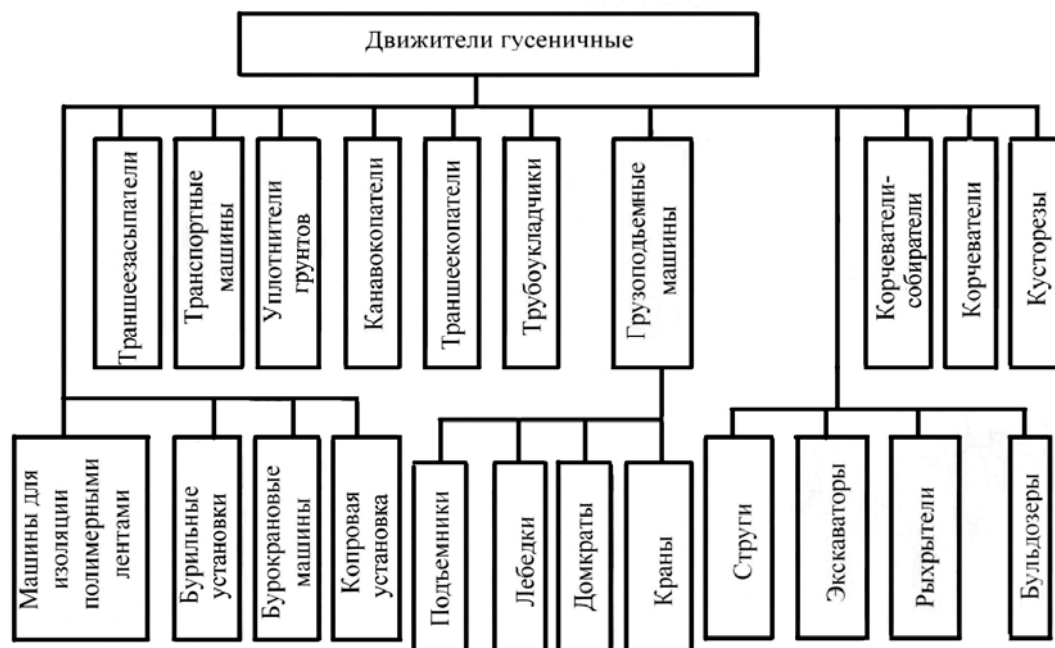 Движители гусеничные
Траншеезасыпатели
Транспортные
машины
Уплотнители
грунтов
Канавокопатели
Траншеекопатели
Трубоукладчики
Грузоподъемные
машины
Корчеватели-
собиратели
Корчеватели
Кусторезы
Машины для
изоляции
полимерными
лентами
Бурильные
установки
Бурокрановые
машины
Копровая
установка
Подъемники
Лебедки
Домкраты
Краны
Струги
Экскаваторы
Рыхрытели
Бульдозеры